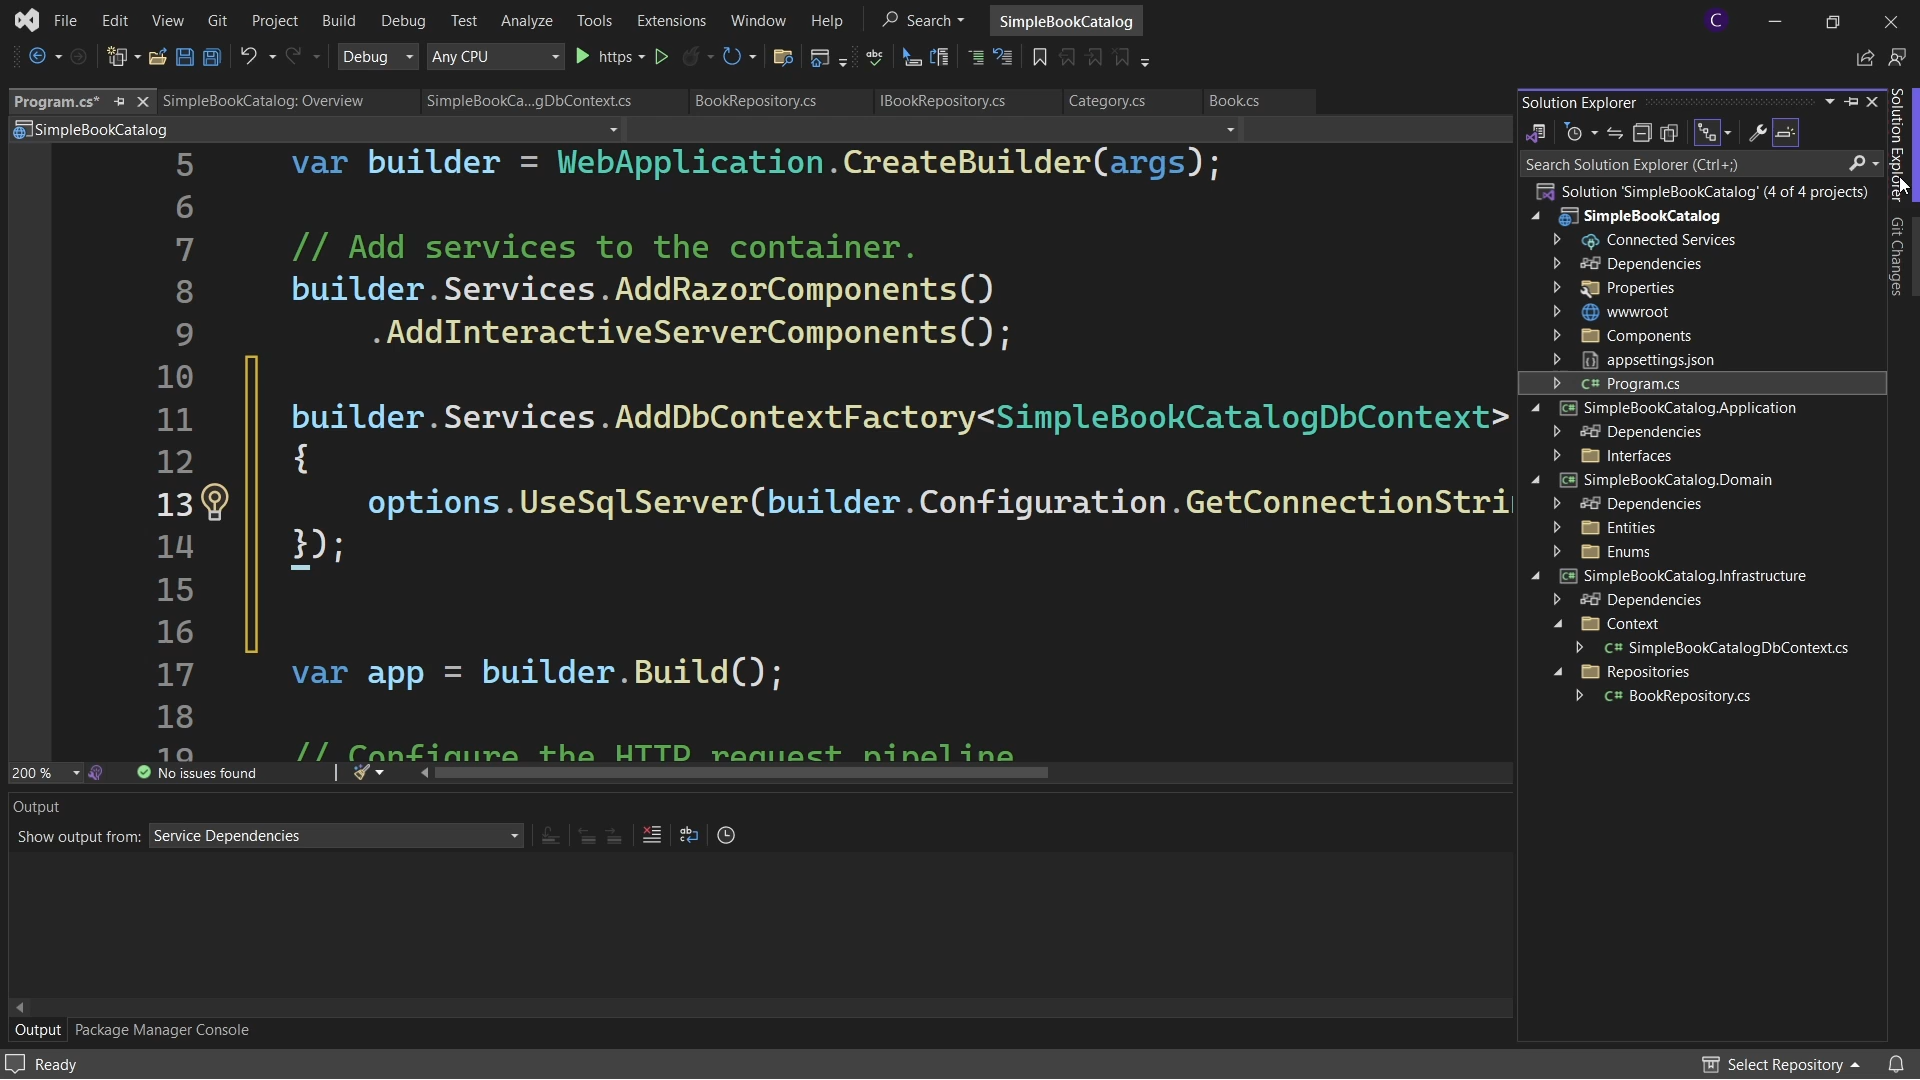 File Edit View Git Project Build Debug Test Analyze Tools Extensions Window Help Search SimpleBookCatalog C
Debug Any CPU https
Program.cs* SimpleBookCatalog: Overview SimpleBookCa...gDbContext.cs BookRepository.cs IBookRepository.cs Category.cs Book.cs
SimpleBookCatalog
5 var builder = WebApplication.CreateBuilder(args);
6
7 // Add services to the container.
8 builder.Services.AddRazorComponents()
9 .AddInteractiveServerComponents();
10
11 builder.Services.AddDbContextFactory<SimpleBookCatalogDbContext>
12 {
13 options.UseSqlServer(builder.Configuration.GetConnectionStri
14 });
15
16
17 var app = builder.Build();
18
19 // Configure the HTTP request pipeline
200 % No issues found
Output
Show output from: Service Dependencies
Output Package Manager Console
Ready
Select Repository
Solution Explorer
Search Solution Explorer (Ctrl+;)
Solution 'SimpleBookCatalog' (4 of 4 projects)
SimpleBookCatalog
Connected Services
Dependencies
Properties
wwwroot
Components
appsettings.json
C# Program.cs
C# SimpleBookCatalog.Application
Dependencies
Interfaces
C# SimpleBookCatalog.Domain
Dependencies
Entities
Enums
C# SimpleBookCatalog.Infrastructure
Dependencies
Context
C# SimpleBookCatalogDbContext.cs
Repositories
C# BookRepository.cs
Solution Explorer
Git Changes